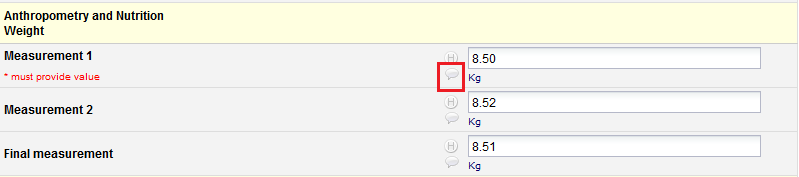 Anthropometry and Nutrition
Weight
Measurement 1
H
8.50
* must provide value
Kg
Measurement 2
H
8.52
Kg
Final measurement
H
8.51
Kg